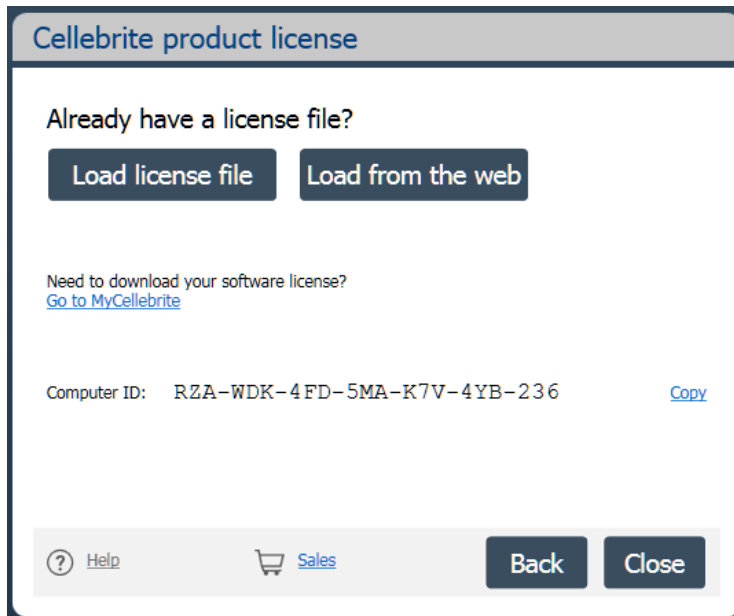 Cellebrite product license
Already have a license file?
Load license file Load from the web
Need to download your software license?
Go to MyCellebrite
Computer ID: RZA-WDK-4FD-5MA-K7V-4YB-236 Copy
? Help Sales Back Close